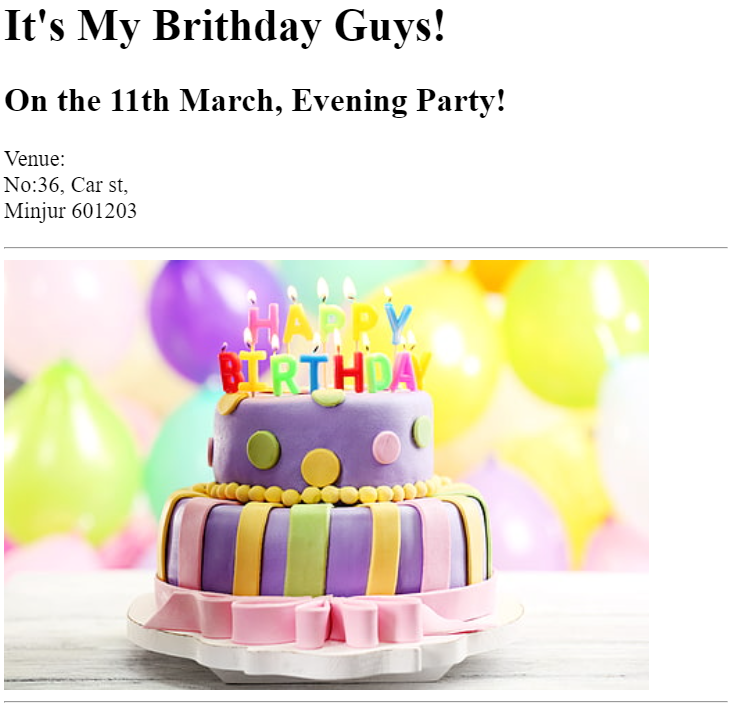 It's My Brithday Guys!
On the 11th March, Evening Party!
Venue:
No:36, Car st,
Minjur 601203
HAPPY
BIRTHDAY